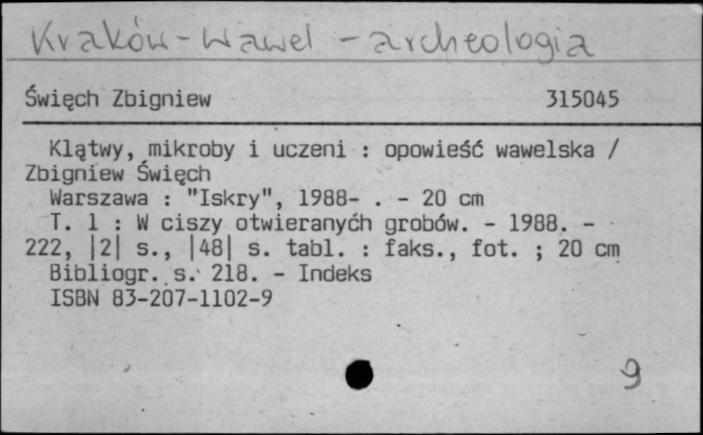 Kraków - Wawel - archeologia
Święch Zbigniew 315045
Klątwy, mikroby i uczeni : opowieść wawelska /
Zbigniew Święch
Warszawa : "Iskry", 1988- . - 20 cm
T. 1 : W ciszy otwieranyćh grobów. - 1988. -
222, |2| s., |48| s. tabl. : faks., fot. ; 20 cm
Bibliogr. s. 218. - Indeks
ISBN 83-207-1102-9
9